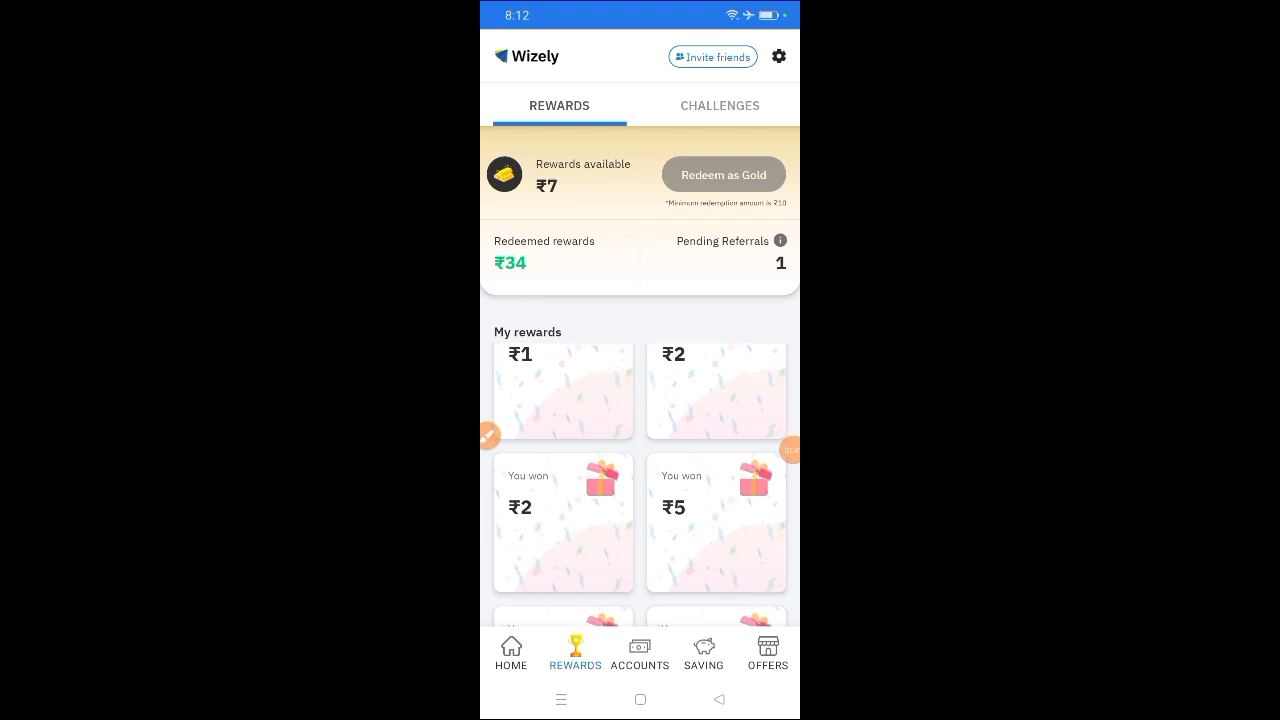 8:12
Wizely
Invite friends
REWARDS
CHALLENGES
Rewards available
₹7
Redeem as Gold
*Minimum redemption amount is ₹10
Redeemed rewards
Pending Referrals
₹34
1
My rewards
₹1
₹2
You won
You won
₹2
₹5
HOME
REWARDS
ACCOUNTS
SAVING
OFFERS